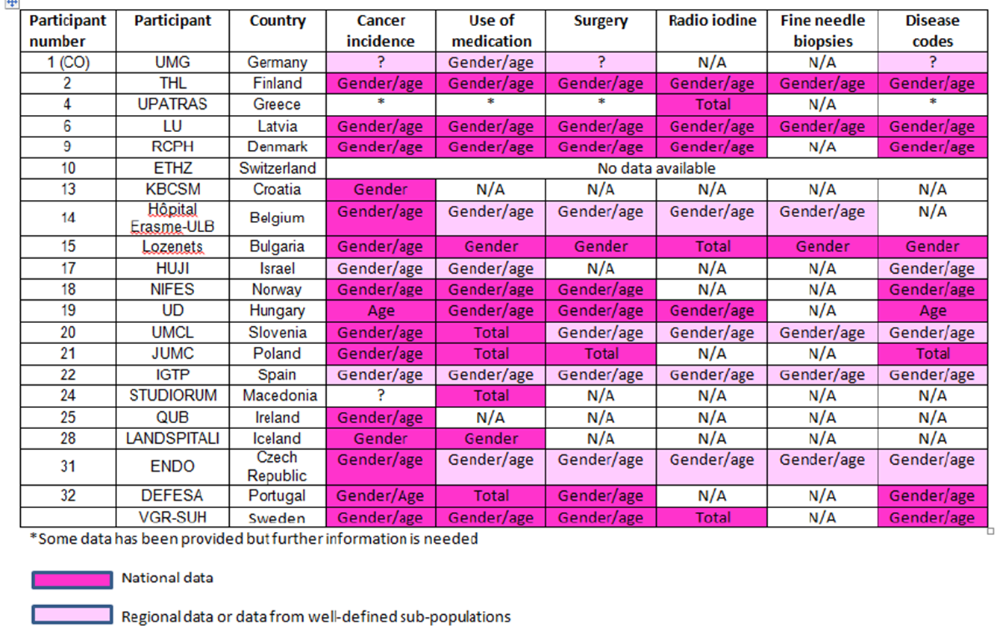 Participant number Participant Country Cancer incidence Use of medication Surgery Radio iodine Fine needle biopsies Disease codes
1 (CO) UMG Germany ? Gender/age ? N/A N/A ?
2 THL Finland Gender/age Gender/age Gender/age Gender/age Gender/age Gender/age
4 UPATRAS Greece * * * Total N/A *
6 LU Latvia Gender/age Gender/age Gender/age Gender/age Gender/age Gender/age
9 RCPH Denmark Gender/age Gender/age Gender/age Gender/age N/A Gender/age
10 ETHZ Switzerland No data available
13 KBCSM Croatia Gender N/A N/A N/A N/A N/A
14 Hôpital Erasme-ULB Belgium Gender/age Gender/age Gender/age Gender/age Gender/age N/A
15 Lozenets Bulgaria Gender/age Gender Gender Total Gender Gender
17 HUJI Israel Gender/age Gender/age N/A N/A N/A Gender/age
18 NIFES Norway Gender/age Gender/age Gender/age N/A N/A Gender/age
19 UD Hungary Age Gender/age Gender/age Gender/age N/A Age
20 UMCL Slovenia Gender/age Total Gender/age Gender/age Gender/age Gender/age
21 JUMC Poland Gender/age Total Total N/A N/A Total
22 IGTP Spain Gender/age Gender/age Gender/age Gender/age Gender/age Gender/age
24 STUDIORUM Macedonia ? Total N/A N/A N/A N/A
25 QUB Ireland Gender/age N/A N/A N/A N/A N/A
28 LANDSPITALI Iceland Gender Gender N/A N/A N/A N/A
31 ENDO Czech Republic Gender/age Gender/age Gender/age Gender/age Gender/age Gender/age
32 DEFESA Portugal Gender/Age Total Gender/age N/A N/A Gender/age
VGR-SUH Sweden Gender/age Gender/age Gender/age Total N/A Gender/age
*Some data has been provided but further information is needed
National data
Regional data or data from well-defined sub-populations